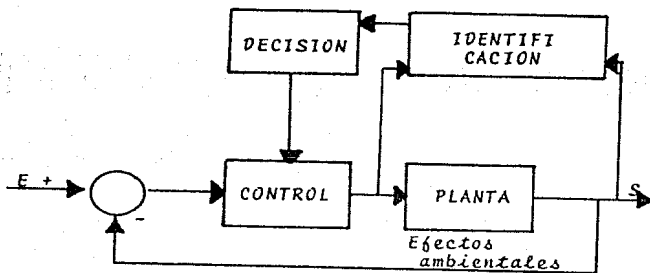 DECISION
IDENTIFI
CACION
E +
-
CONTROL
PLANTA
S
Efectos
ambientales